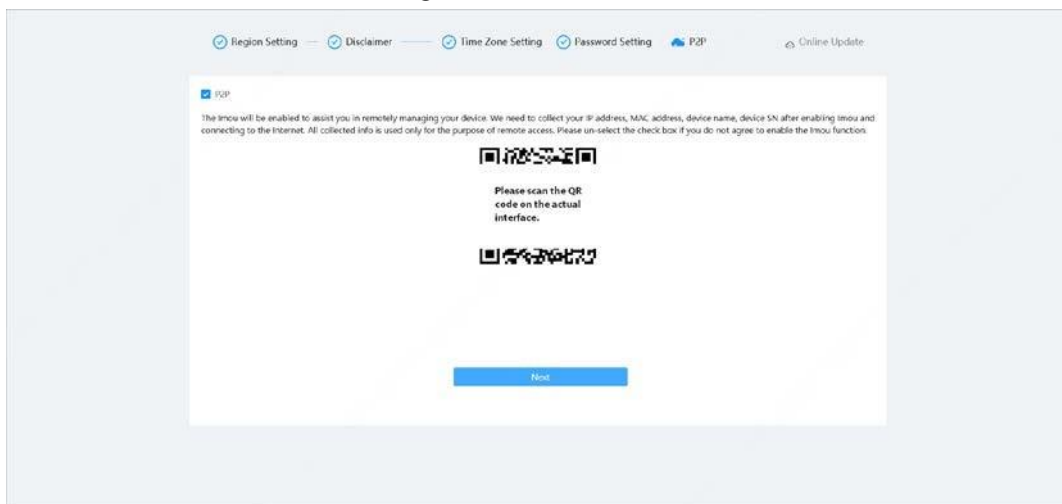 Region Setting Disclaimer Time Zone Setting Password Setting P2P Online Update
P2P
The Imou will be enabled to assist you in remotely managing your device. We need to collect your IP address, MAC address, device name, device SN after enabling Imou and
connecting to the Internet. All collected info is used only for the purpose of remote access. Please un-select the check box if you do not agree to enable the Imou function.
Please scan the QR
code on the actual
interface.
Next